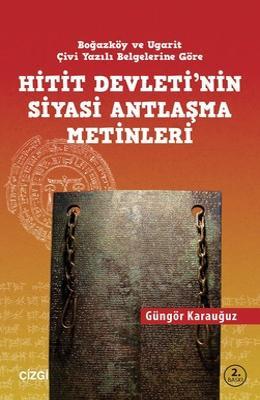 Boğazköy ve Ugarit
Çivi Yazılı Belgelerine Göre
HİTİT DEVLETİ'NİN
SİYASİ ANTLAŞMA
METİNLERİ
Güngör Karauğuz
ÇİZGİ
2.
BASKI